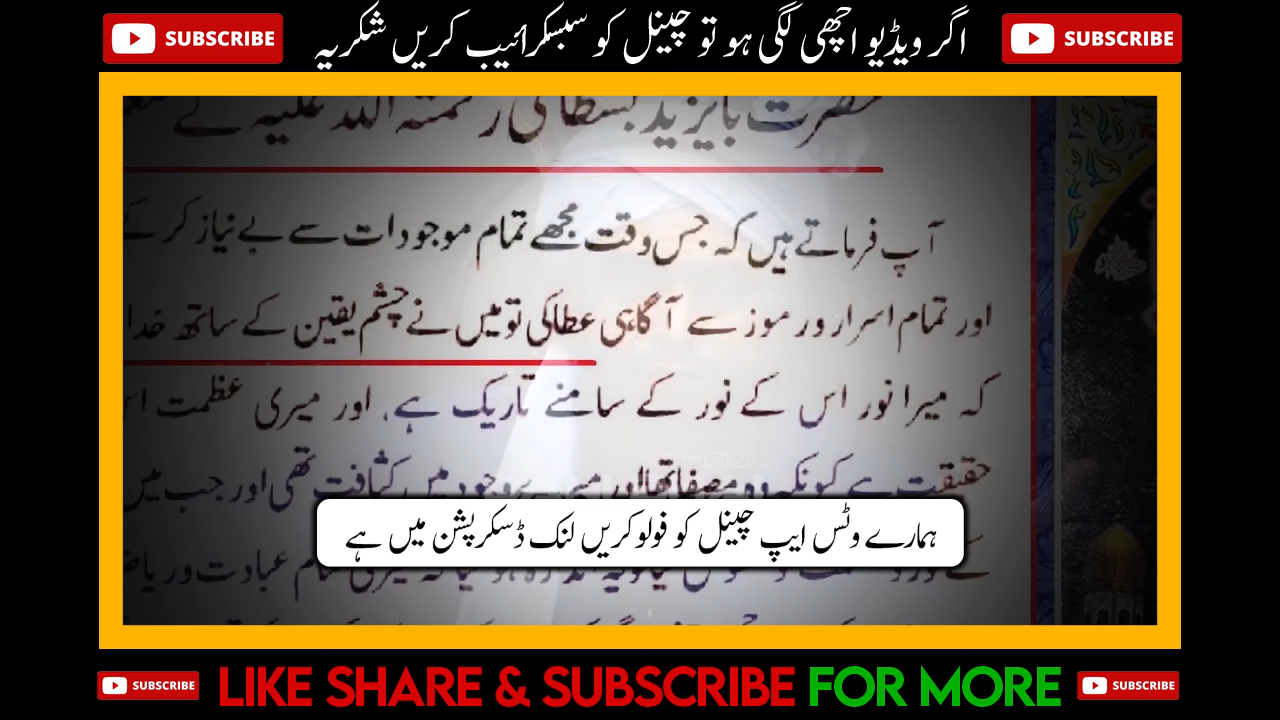 SUBSCRIBE اگر ویڈیو اچھی لگی ہو تو چینل کو سبسکرائیب کریں شکریہ SUBSCRIBE
حضرت بایزید بسطامی رحمتہ اللہ علیہ کے
آپ فرماتے ہیں کہ جس وقت مجھے تمام موجودات سے بے نیاز کر کے
اور تمام اسرار و رموز سے آگاہی عطا کی تو میں نے چشم یقین کے ساتھ خدا
کہ میرا نور اس کے نور کے سامنے تاریک ہے، اور میری عظمت
حقیقت ہے کیونکہ وہ مصفا تھا اور میرے وجود میں کثافت تھی اور جب میں
ہمارے وٹس ایپ چینل کو فولو کریں لنک ڈسکرپشن میں ہے
عبادت و
SUBSCRIBE LIKE SHARE & SUBSCRIBE FOR MORE SUBSCRIBE